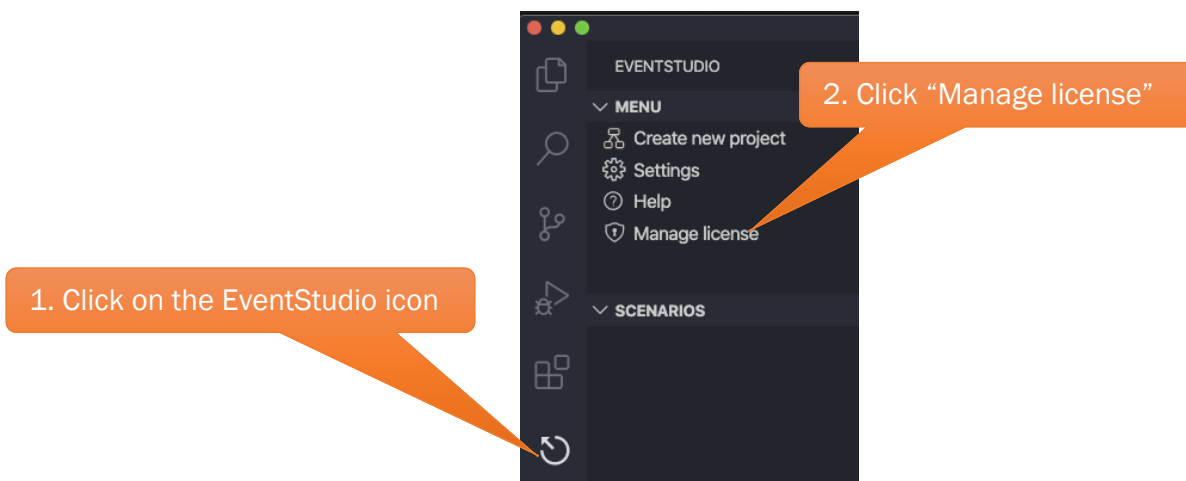 EVENTSTUDIO
2. Click “Manage license”
MENU
Create new project
Settings
Help
Manage license
1. Click on the EventStudio icon
SCENARIOS